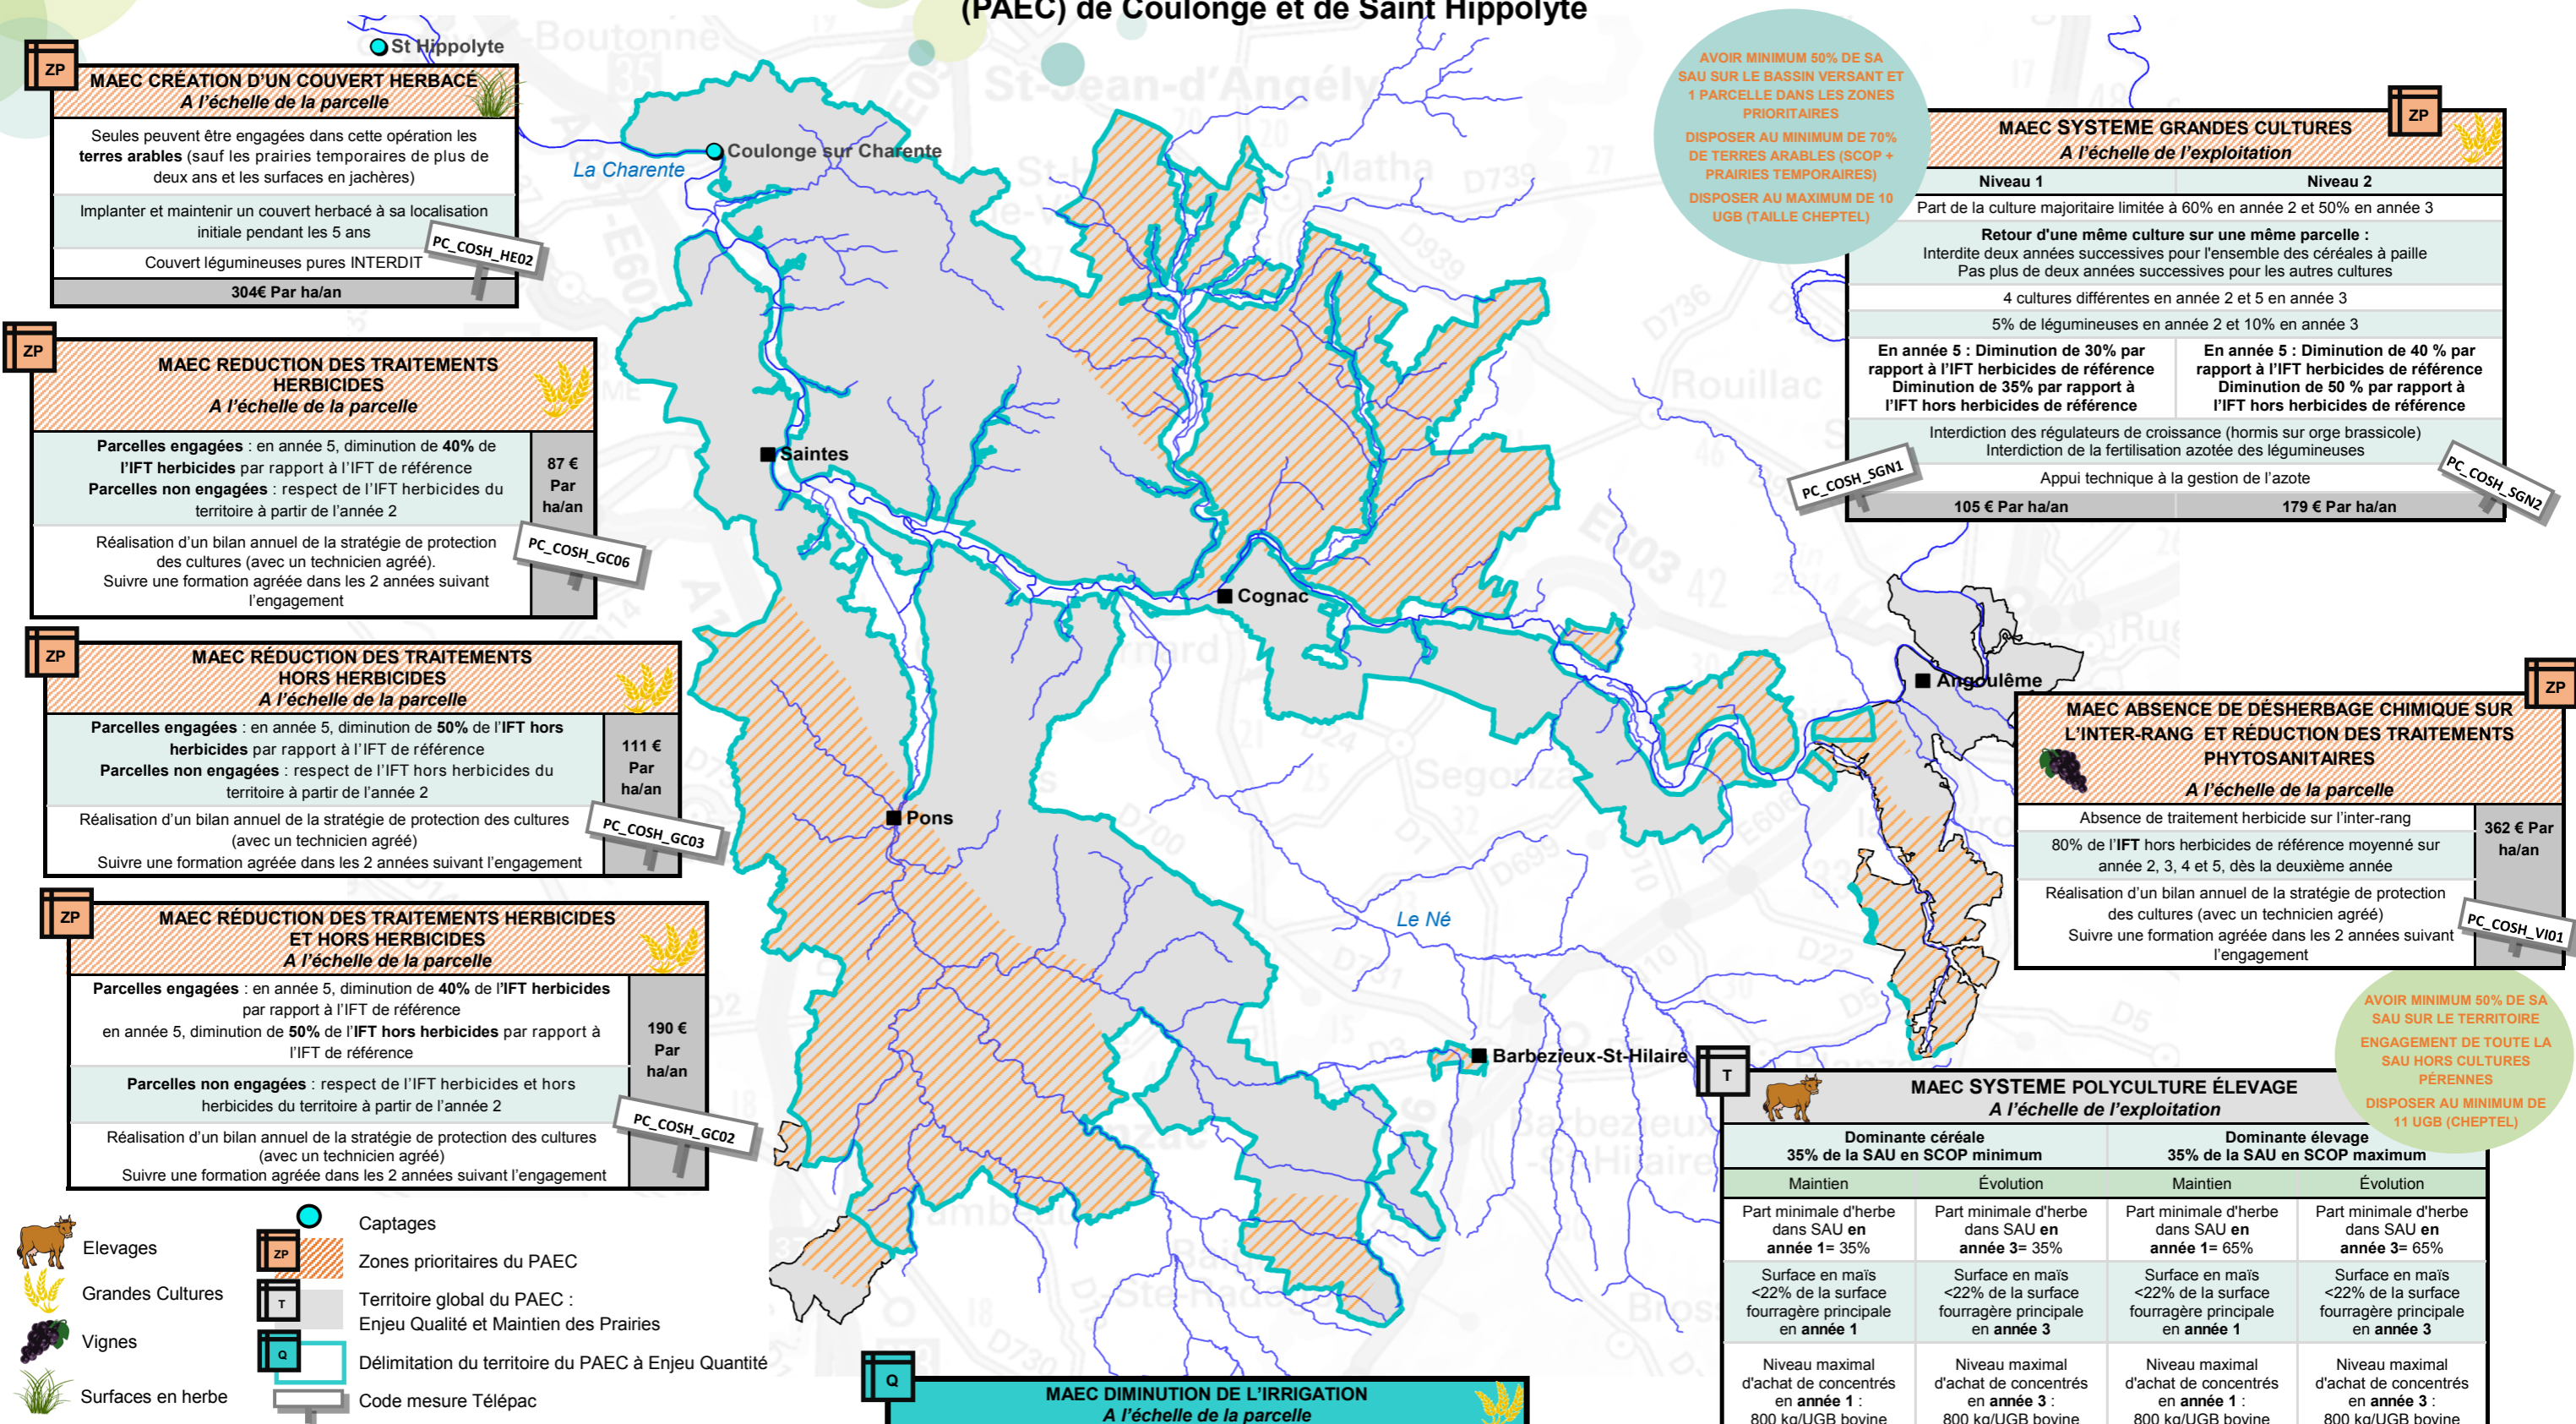 (PAEC) de Coulonge et de Saint Hippolyte
St Hippolyte
Coulonge sur Charente
La Charente
Saintes
Cognac
Pons
Angoulême
Le Né
Barbezieux-St-Hilaire
ZP
MAEC CRÉATION D'UN COUVERT HERBACÉ
A l'échelle de la parcelle
Seules peuvent être engagées dans cette opération les
terres arables (sauf les prairies temporaires de plus de
deux ans et les surfaces en jachères)
Implanter et maintenir un couvert herbacé à sa localisation
initiale pendant les 5 ans
Couvert légumineuses pures INTERDIT
PC_COSH_HE02
304€ Par ha/an
ZP
MAEC REDUCTION DES TRAITEMENTS
HERBICIDES
A l'échelle de la parcelle
Parcelles engagées : en année 5, diminution de 40% de
l'IFT herbicides par rapport à l'IFT de référence
Parcelles non engagées : respect de l'IFT herbicides du
territoire à partir de l'année 2
87 €
Par
ha/an
Réalisation d'un bilan annuel de la stratégie de protection
des cultures (avec un technicien agréé).
Suivre une formation agréée dans les 2 années suivant
l'engagement
PC_COSH_GC06
ZP
MAEC RÉDUCTION DES TRAITEMENTS
HORS HERBICIDES
A l'échelle de la parcelle
Parcelles engagées : en année 5, diminution de 50% de l'IFT hors
herbicides par rapport à l'IFT de référence
Parcelles non engagées : respect de l'IFT hors herbicides du
territoire à partir de l'année 2
111 €
Par
ha/an
Réalisation d'un bilan annuel de la stratégie de protection des cultures
(avec un technicien agréé)
Suivre une formation agréée dans les 2 années suivant l'engagement
PC_COSH_GC03
ZP
MAEC RÉDUCTION DES TRAITEMENTS HERBICIDES
ET HORS HERBICIDES
A l'échelle de la parcelle
Parcelles engagées : en année 5, diminution de 40% de l'IFT herbicides
par rapport à l'IFT de référence
en année 5, diminution de 50% de l'IFT hors herbicides par rapport à
l'IFT de référence
Parcelles non engagées : respect de l'IFT herbicides et hors
herbicides du territoire à partir de l'année 2
190 €
Par
ha/an
Réalisation d'un bilan annuel de la stratégie de protection des cultures
(avec un technicien agréé)
Suivre une formation agréée dans les 2 années suivant l'engagement
PC_COSH_GC02
Elevages
Grandes Cultures
Vignes
Surfaces en herbe
Captages
ZP
Zones prioritaires du PAEC
T
Territoire global du PAEC :
Enjeu Qualité et Maintien des Prairies
Q
Délimitation du territoire du PAEC à Enjeu Quantité
Code mesure Télépac
Q
MAEC DIMINUTION DE L'IRRIGATION
A l'échelle de la parcelle
AVOIR MINIMUM 50% DE SA
SAU SUR LE BASSIN VERSANT ET
1 PARCELLE DANS LES ZONES
PRIORITAIRES
DISPOSER AU MINIMUM DE 70%
DE TERRES ARABLES (SCOP +
PRAIRIES TEMPORAIRES)
DISPOSER AU MAXIMUM DE 10
UGB (TAILLE CHEPTEL)
ZP
MAEC SYSTEME GRANDES CULTURES
A l'échelle de l'exploitation
Niveau 1 Niveau 2
Part de la culture majoritaire limitée à 60% en année 2 et 50% en année 3
Retour d'une même culture sur une même parcelle :
Interdite deux années successives pour l'ensemble des céréales à paille
Pas plus de deux années successives pour les autres cultures
4 cultures différentes en année 2 et 5 en année 3
5% de légumineuses en année 2 et 10% en année 3
En année 5 : Diminution de 30% par
rapport à l'IFT herbicides de référence
Diminution de 35% par rapport à
l'IFT hors herbicides de référence
En année 5 : Diminution de 40 % par
rapport à l'IFT herbicides de référence
Diminution de 50 % par rapport à
l'IFT hors herbicides de référence
Interdiction des régulateurs de croissance (hormis sur orge brassicole)
Interdiction de la fertilisation azotée des légumineuses
Appui technique à la gestion de l'azote
PC_COSH_SGN1
PC_COSH_SGN2
105 € Par ha/an 179 € Par ha/an
ZP
MAEC ABSENCE DE DÉSHERBAGE CHIMIQUE SUR
L'INTER-RANG ET RÉDUCTION DES TRAITEMENTS
PHYTOSANITAIRES
A l'échelle de la parcelle
Absence de traitement herbicide sur l'inter-rang
80% de l'IFT hors herbicides de référence moyenné sur
année 2, 3, 4 et 5, dès la deuxième année
362 € Par
ha/an
Réalisation d'un bilan annuel de la stratégie de protection
des cultures (avec un technicien agréé)
Suivre une formation agréée dans les 2 années suivant
l'engagement
PC_COSH_VI01
AVOIR MINIMUM 50% DE SA
SAU SUR LE TERRITOIRE
ENGAGEMENT DE TOUTE LA
SAU HORS CULTURES
PÉRENNES
DISPOSER AU MINIMUM DE
11 UGB (CHEPTEL)
T
MAEC SYSTEME POLYCULTURE ÉLEVAGE
A l'échelle de l'exploitation
Dominante céréale
35% de la SAU en SCOP minimum
Dominante élevage
35% de la SAU en SCOP maximum
Maintien Évolution Maintien Évolution
Part minimale d'herbe
dans SAU en
année 1= 35%
Part minimale d'herbe
dans SAU en
année 3= 35%
Part minimale d'herbe
dans SAU en
année 1= 65%
Part minimale d'herbe
dans SAU en
année 3= 65%
Surface en maïs
<22% de la surface
fourragère principale
en année 1
Surface en maïs
<22% de la surface
fourragère principale
en année 3
Surface en maïs
<22% de la surface
fourragère principale
en année 1
Surface en maïs
<22% de la surface
fourragère principale
en année 3
Niveau maximal
d'achat de concentrés
en année 1 :
800 kg/UGB bovine
Niveau maximal
d'achat de concentrés
en année 3 :
800 kg/UGB bovine
Niveau maximal
d'achat de concentrés
en année 1 :
800 kg/UGB bovine
Niveau maximal
d'achat de concentrés
en année 3 :
800 kg/UGB bovine